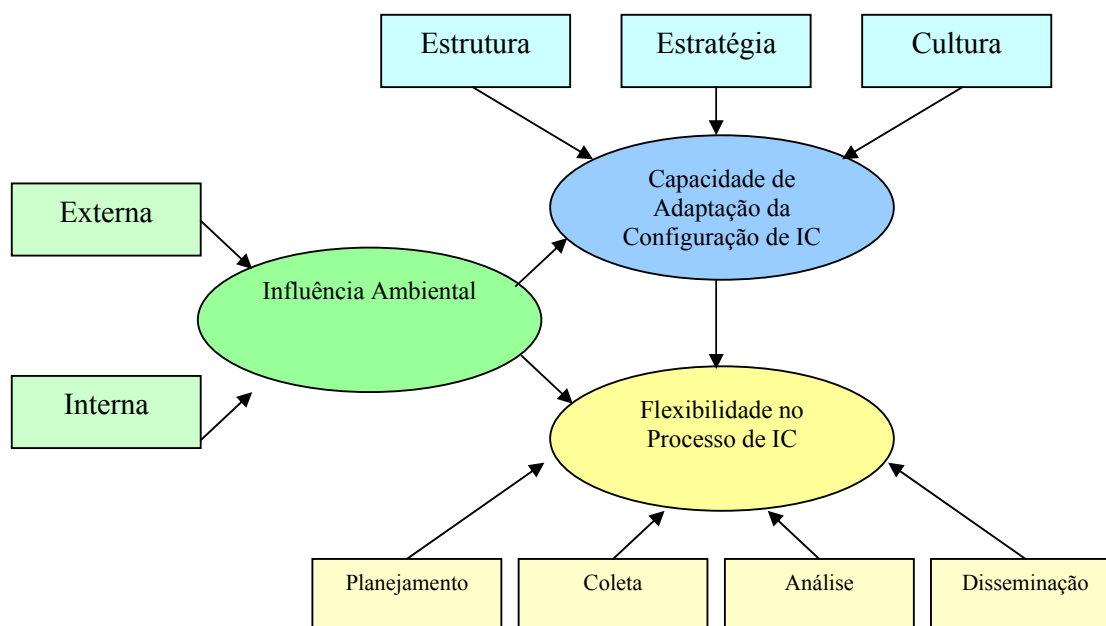 Estrutura
Estratégia
Cultura
Capacidade de
Adaptação da
Configuração de IC
Externa
Influência Ambiental
Interna
Flexibilidade no
Processo de IC
Planejamento
Coleta
Análise
Disseminação